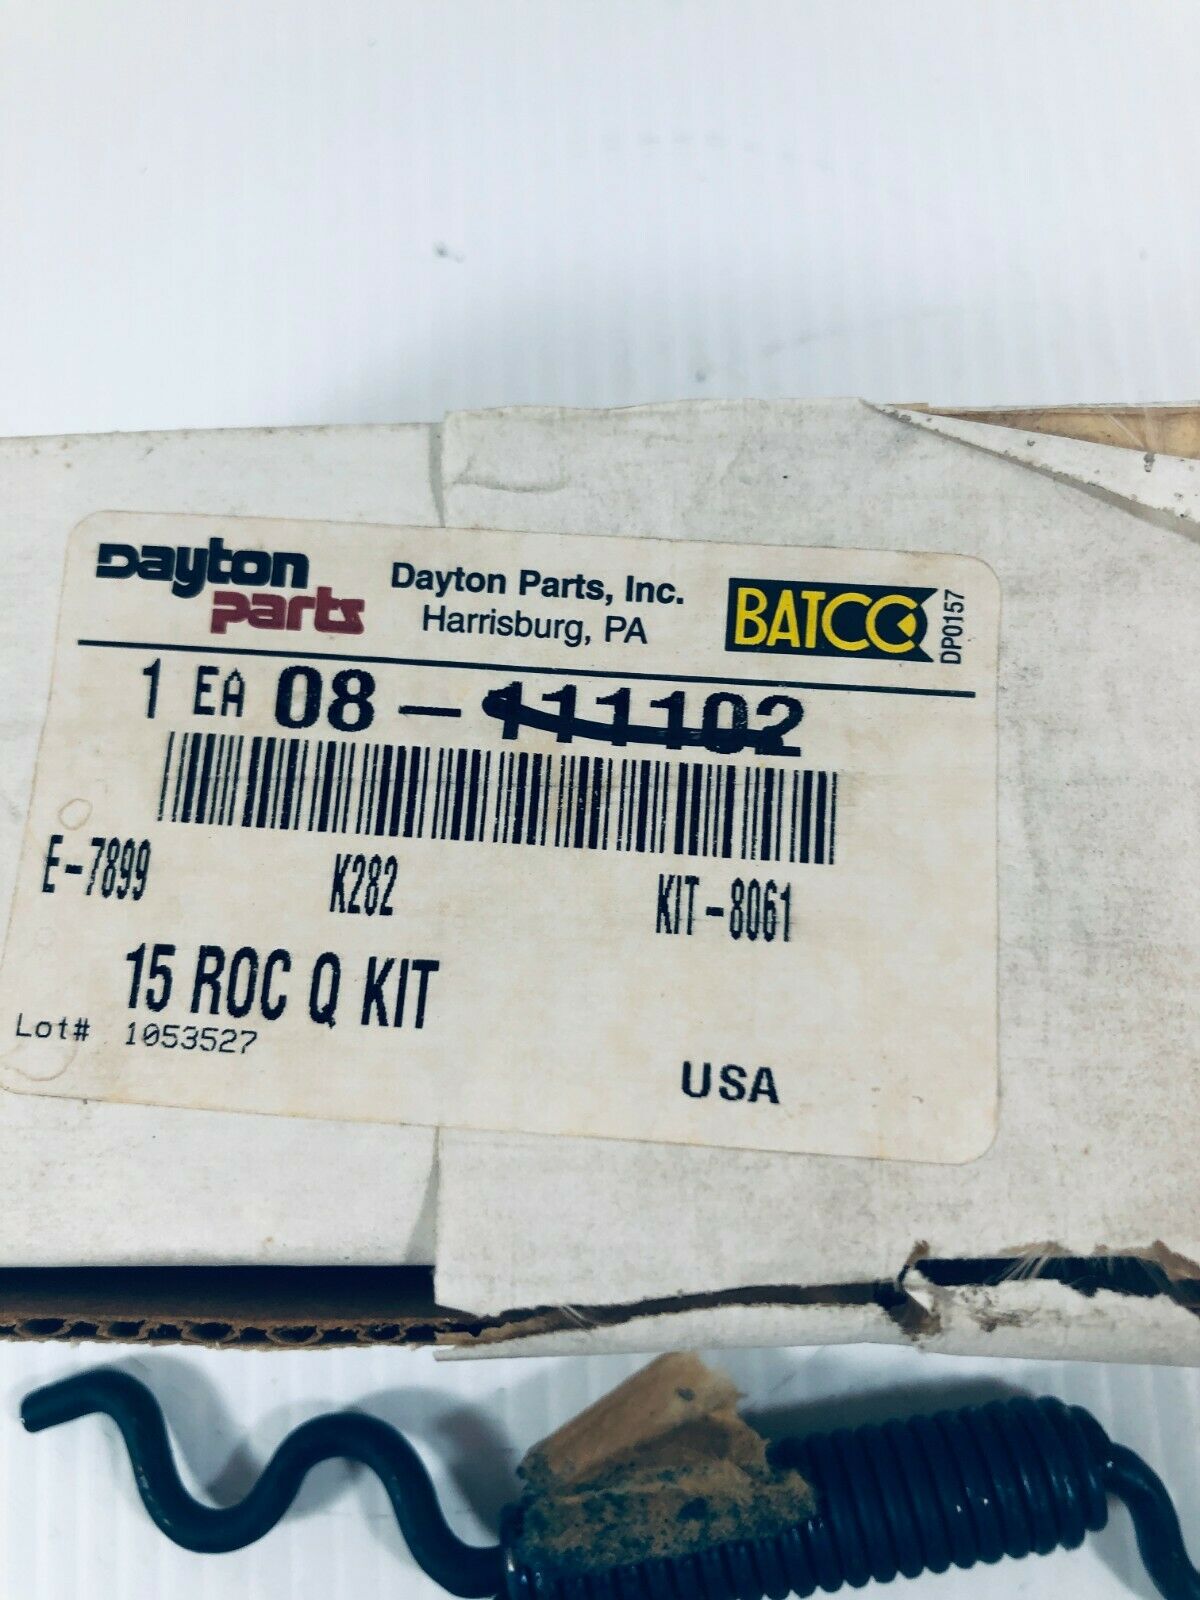 Dayton
parts
Dayton Parts, Inc.
Harrisburg, PA
BATCO
DP0157
1 EA 08-111102
E-7899 K282 KIT-8061
15 ROC Q KIT
Lot# 1053527
USA